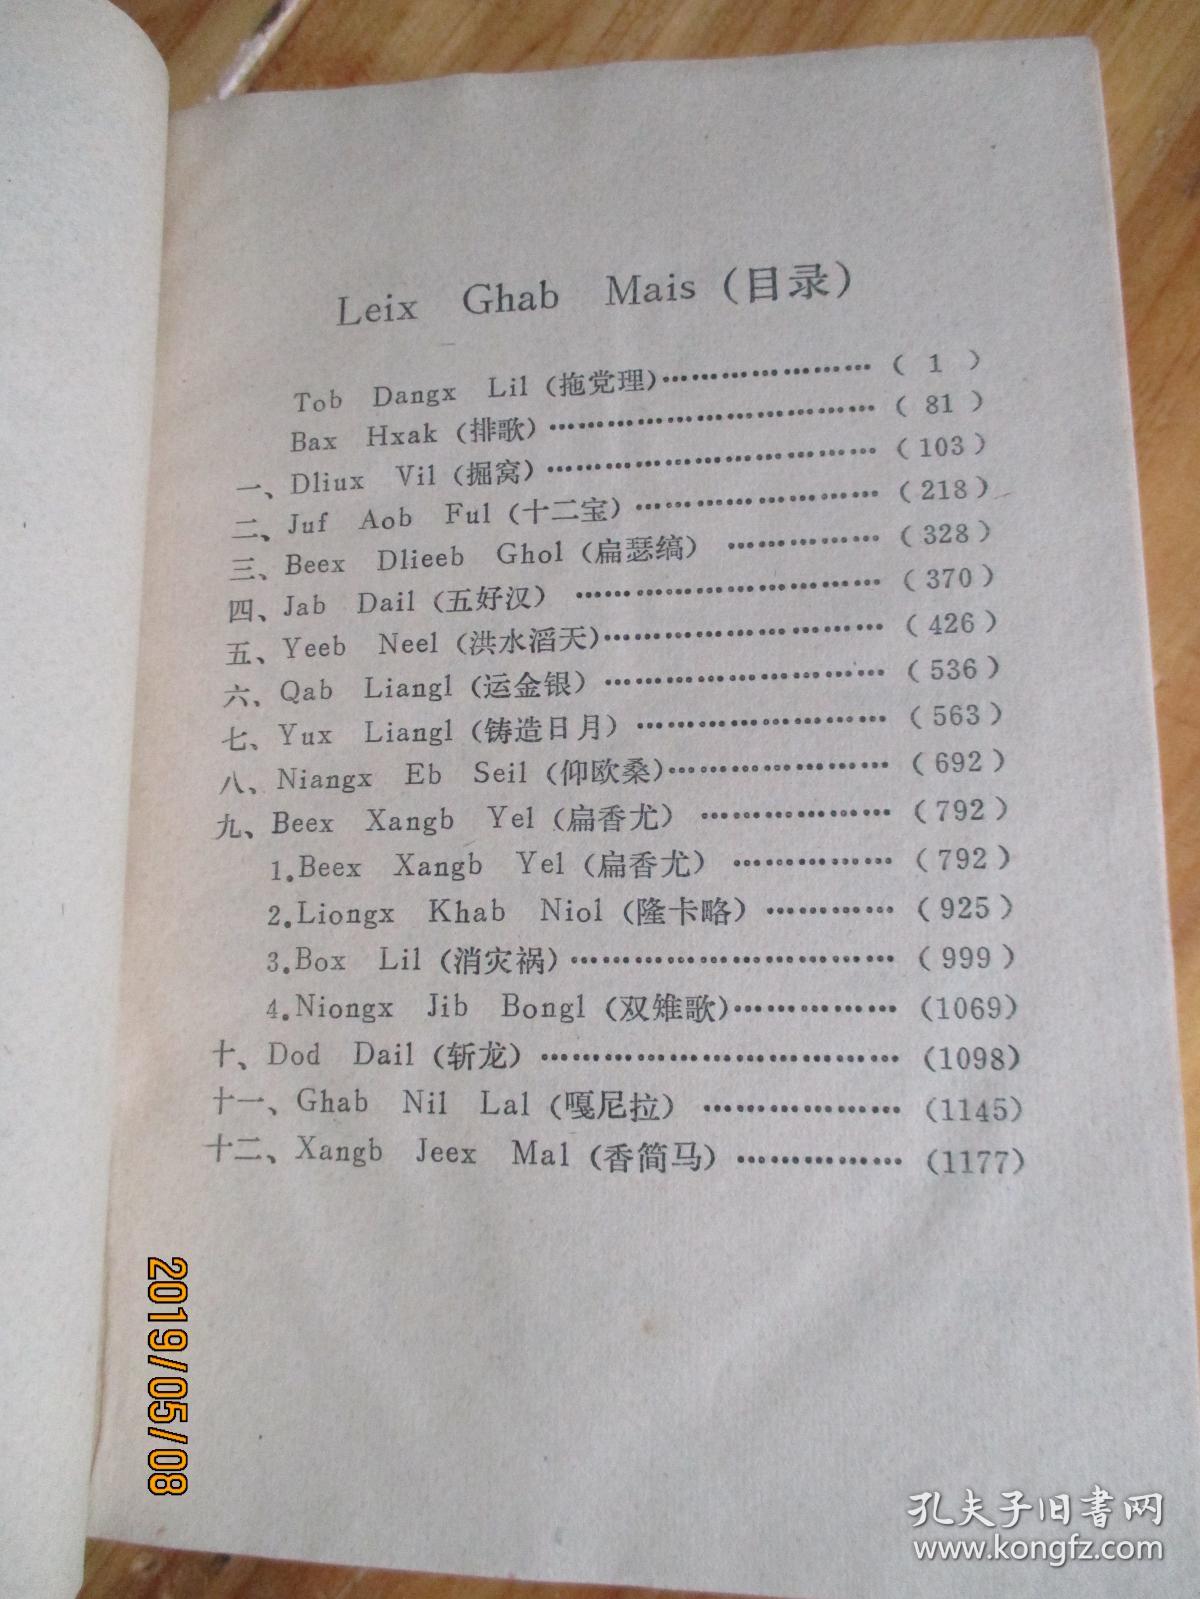 Leix Ghab Mais（目录）
Tob Dangx Lil（拖党理）…………………（ 1 ）
Bax Hxak（排歌）……………………………（ 81 ）
一、Dliux Vil（掘窝）……………………………（103）
二、Juf Aob Ful（十二宝）……………………（218）
三、Beex Dlieeb Ghol（扁瑟缟）……………（328）
四、Jab Dail（五好汉）…………………………（370）
五、Yeeb Neel（洪水滔天）………………………（426）
六、Qab Liangl（运金银）………………………（536）
七、Yux Liangl（铸造日月）……………………（563）
八、Niangx Eb Seil（仰欧桑）…………………（692）
九、Beex Xangb Yel（扁香尤）………………（792）
1.Beex Xangb Yel（扁香尤）……………（792）
2.Liongx Khab Niol（隆卡略）…………（925）
3.Box Lil（消灾祸）…………………………（999）
4.Niongx Jib Bongl（双雉歌）……………（1069）
十、Dod Dail（斩龙）……………………………（1098）
十一、Ghab Nil Lal（嘎尼拉）………………（1145）
十二、Xangb Jeex Mal（香简马）……………（1177）
2019/05/08
孔夫子旧书网
www.kongfz.com